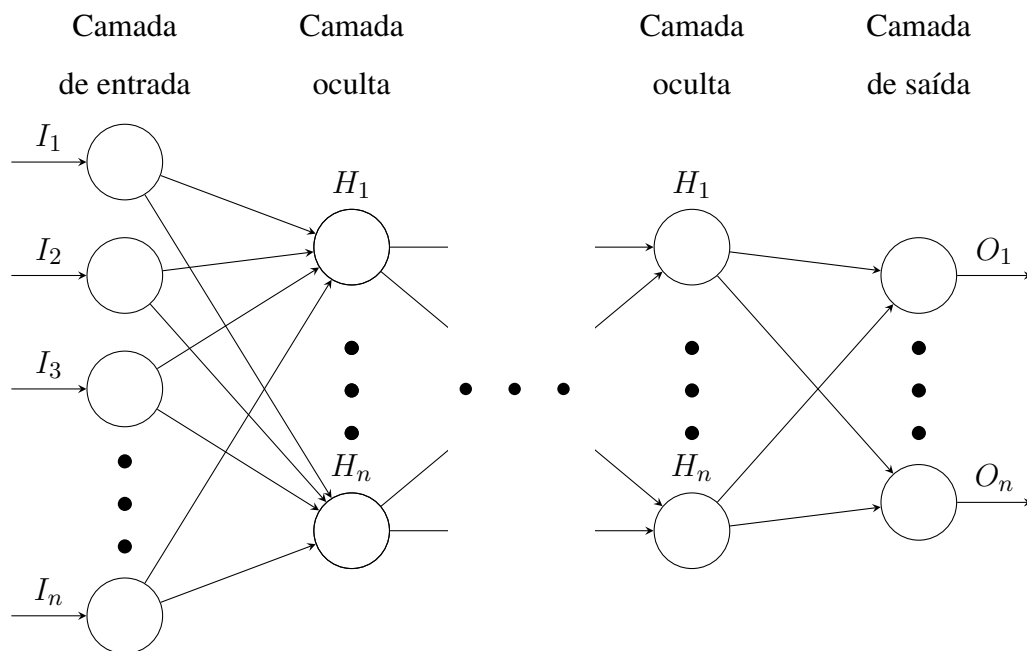 Camada
de entrada
Camada
oculta
Camada
oculta
Camada
de saída
I₁
I₂
I₃
Iₙ
H₁
Hₙ
H₁
Hₙ
O₁
Oₙ